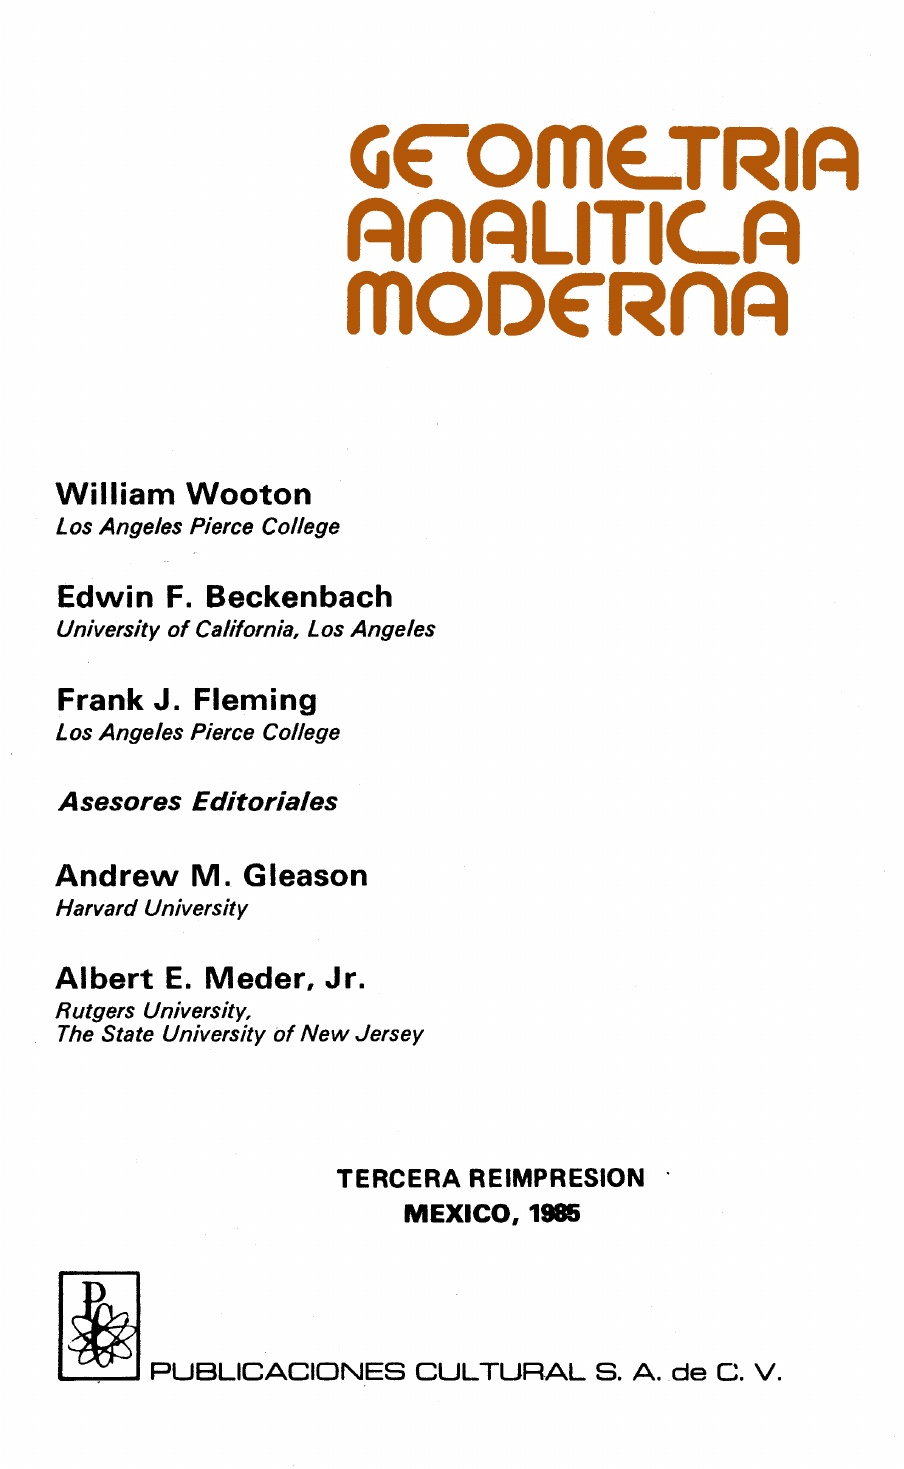 GEOMETRIA
ANALITICA
MODERNA
William Wooton
Los Angeles Pierce College
Edwin F. Beckenbach
University of California, Los Angeles
Frank J. Fleming
Los Angeles Pierce College
Asesores Editoriales
Andrew M. Gleason
Harvard University
Albert E. Meder, Jr.
Rutgers University,
The State University of New Jersey
TERCERA REIMPRESION
MEXICO, 1985
PC
PUBLICACIONES CULTURAL S. A. de C. V.